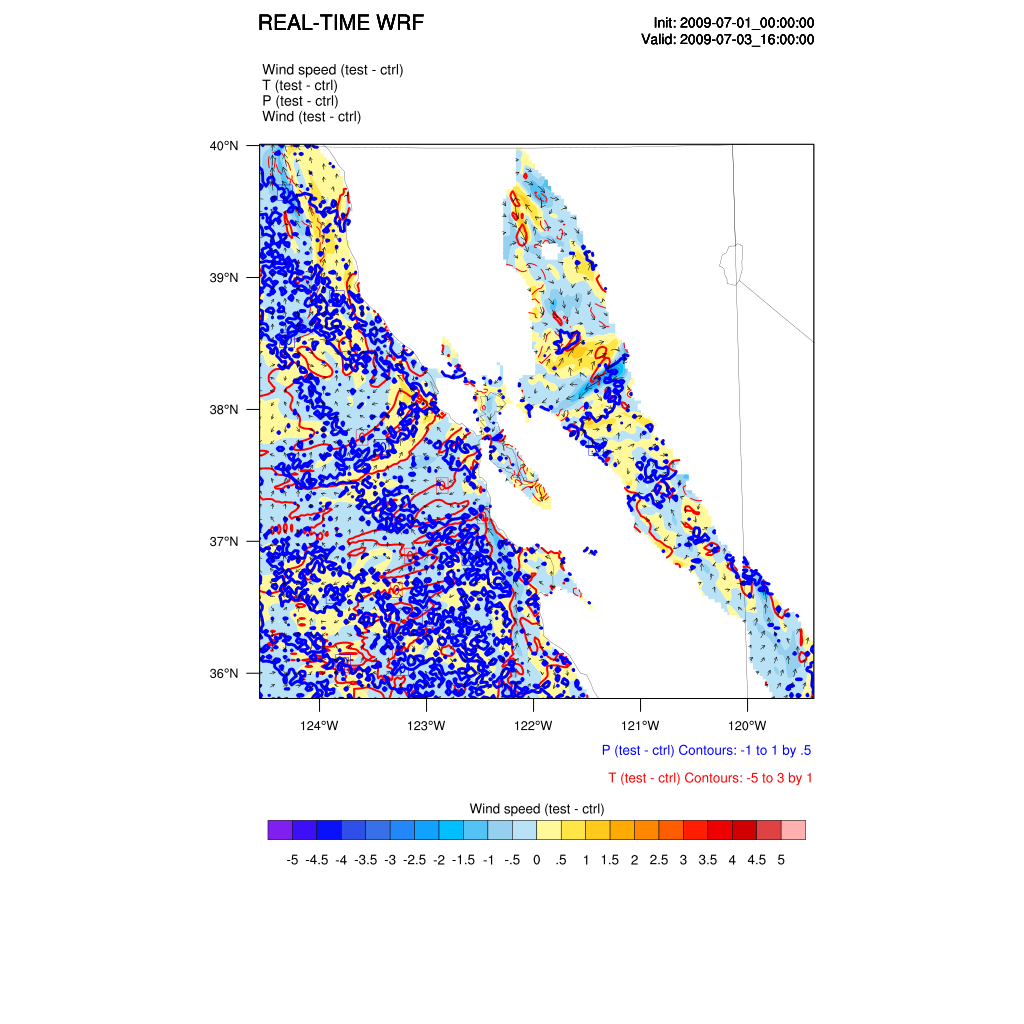 REAL-TIME WRF
Init: 2009-07-01_00:00:00
Valid: 2009-07-03_16:00:00
Wind speed (test - ctrl)
T (test - ctrl)
P (test - ctrl)
Wind (test - ctrl)
40°N
39°N
38°N
37°N
36°N
124°W 123°W 122°W 121°W 120°W
P (test - ctrl) Contours: -1 to 1 by .5
T (test - ctrl) Contours: -5 to 3 by 1
Wind speed (test - ctrl)
-5 -4.5 -4 -3.5 -3 -2.5 -2 -1.5 -1 -.5 0 .5 1 1.5 2 2.5 3 3.5 4 4.5 5